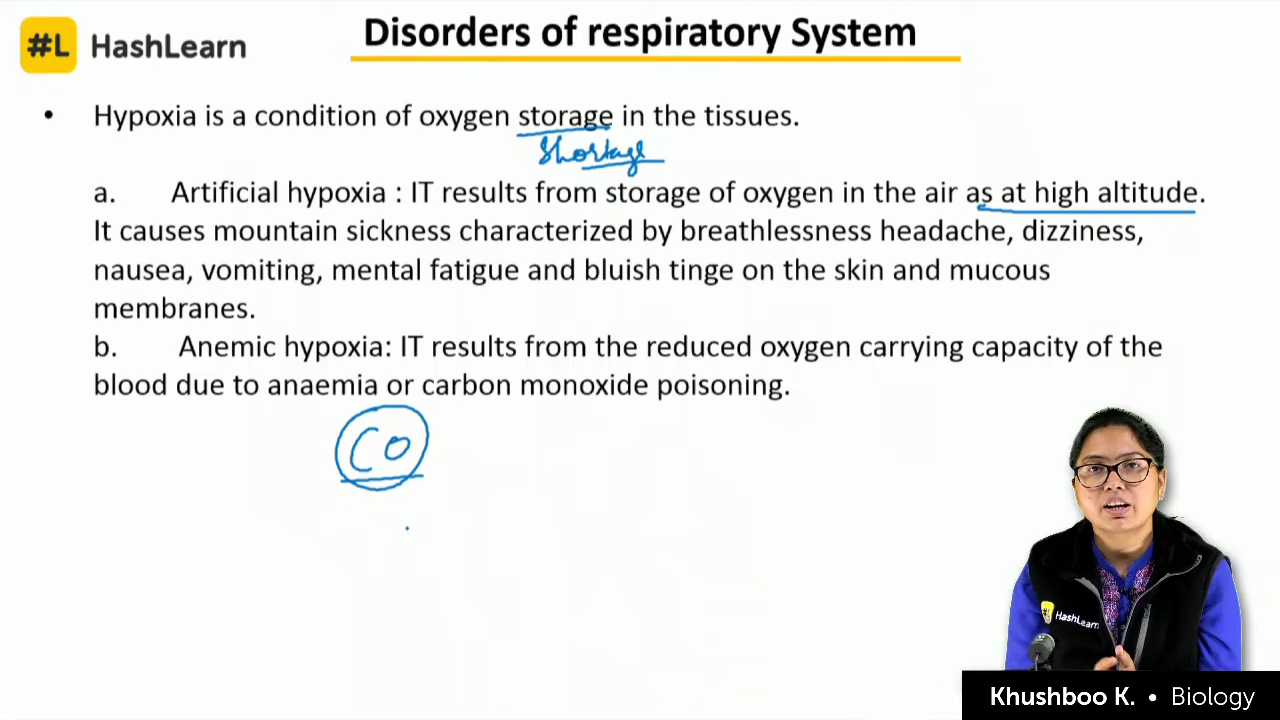 #L HashLearn
Disorders of respiratory System
• Hypoxia is a condition of oxygen storage in the tissues.
Shortage
a. Artificial hypoxia : IT results from storage of oxygen in the air as at high altitude.
It causes mountain sickness characterized by breathlessness headache, dizziness,
nausea, vomiting, mental fatigue and bluish tinge on the skin and mucous
membranes.
b. Anemic hypoxia: IT results from the reduced oxygen carrying capacity of the
blood due to anaemia or carbon monoxide poisoning.
CO
HashLearn
Khushboo K. • Biology